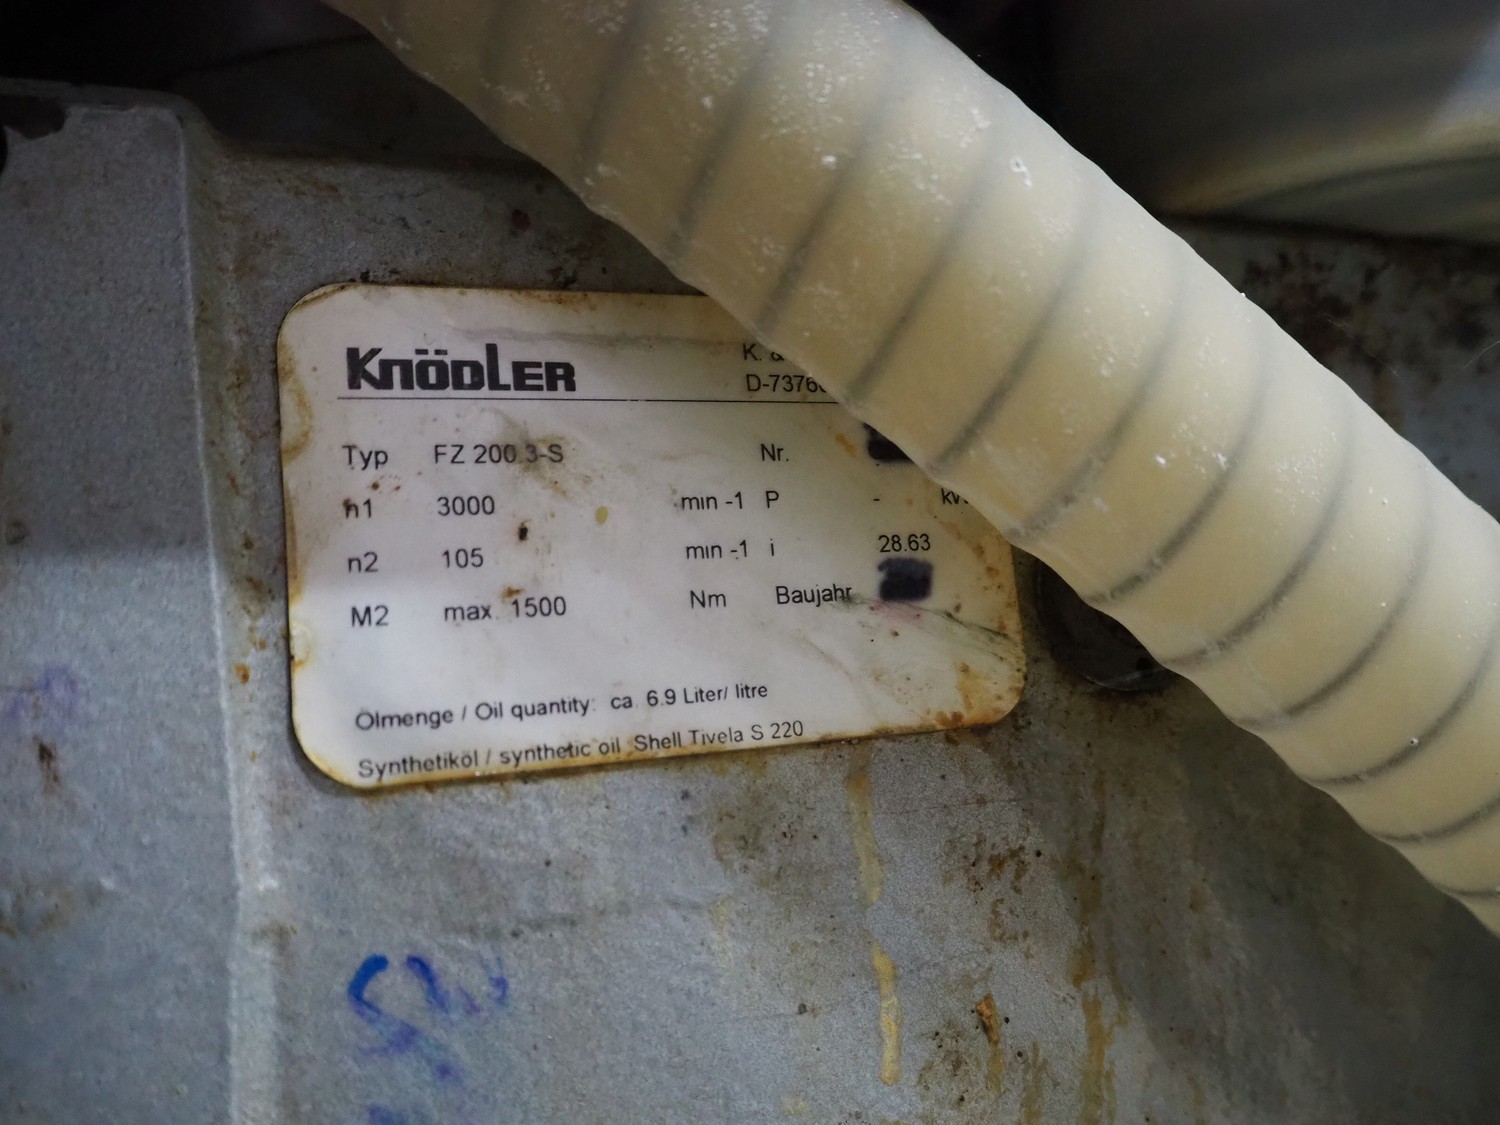 KNÖDLER
K. &
D-7376
Typ FZ 200.3-S Nr.
n1 3000 min -1 P - kW
n2 105 min -1 i 28.63
M2 max. 1500 Nm Baujahr
Ölmenge / Oil quantity: ca. 6.9 Liter/ litre
Synthetiköl / synthetic oil Shell Tivela S 220